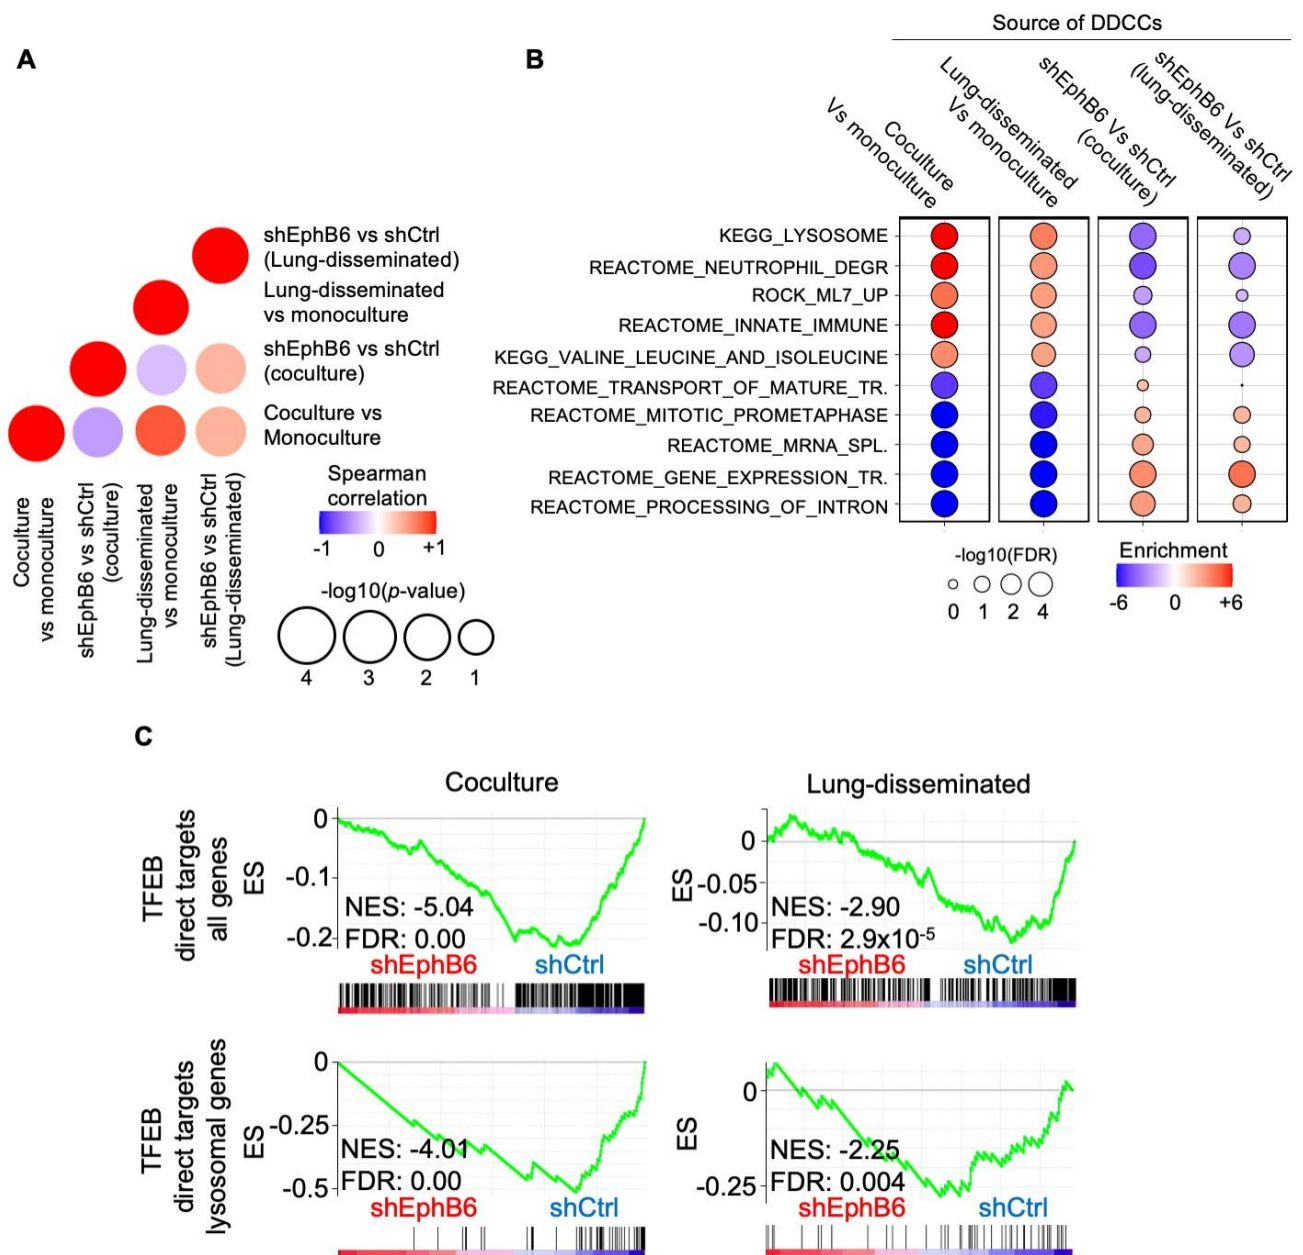 A
shEphB6 vs shCtrl
(Lung-disseminated)
Lung-disseminated
vs monoculture
shEphB6 vs shCtrl
(coculture)
Coculture vs
Monoculture
Coculture
vs monoculture
shEphB6 vs shCtrl
(coculture)
Lung-disseminated
vs monoculture
shEphB6 vs shCtrl
(Lung-disseminated)
Spearman
correlation
-1 0 +1
-log10(p-value)
4 3 2 1
B
Source of DDCCs
Coculture
Vs monoculture
Lung-disseminated
Vs monoculture
shEphB6 Vs shCtrl
(coculture)
shEphB6 Vs shCtrl
(lung-disseminated)
KEGG_LYSOSOME
REACTOME_NEUTROPHIL_DEGR
ROCK_ML7_UP
REACTOME_INNATE_IMMUNE
KEGG_VALINE_LEUCINE_AND_ISOLEUCINE
REACTOME_TRANSPORT_OF_MATURE_TR.
REACTOME_MITOTIC_PROMETAPHASE
REACTOME_MRNA_SPL.
REACTOME_GENE_EXPRESSION_TR.
REACTOME_PROCESSING_OF_INTRON
-log10(FDR)
0 1 2 4
Enrichment
-6 0 +6
C
Coculture
Lung-disseminated
TFEB
direct targets
all genes
ES
0
-0.1
-0.2
NES: -5.04
FDR: 0.00
shEphB6 shCtrl
ES
0
-0.05
-0.10
NES: -2.90
FDR: 2.9x10-5
shEphB6 shCtrl
TFEB
direct targets
lysosomal genes
ES
0
-0.25
-0.5
NES: -4.01
FDR: 0.00
shEphB6 shCtrl
ES
0
-0.25
NES: -2.25
FDR: 0.004
shEphB6 shCtrl